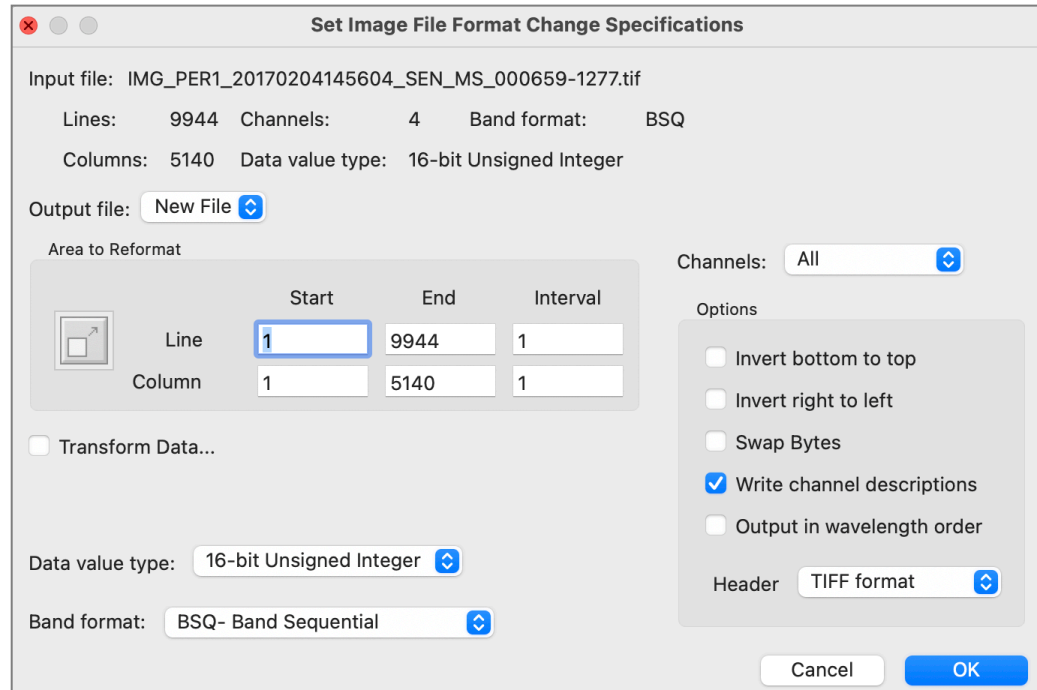 Set Image File Format Change Specifications
Input file: IMG_PER1_20170204145604_SEN_MS_000659-1277.tif
Lines: 9944 Channels: 4 Band format: BSQ
Columns: 5140 Data value type: 16-bit Unsigned Integer
Output file: New File
Area to Reformat
Start End Interval
Line 1 9944 1
Column 1 5140 1
Transform Data...
Data value type: 16-bit Unsigned Integer
Band format: BSQ- Band Sequential
Channels: All
Options
Invert bottom to top
Invert right to left
Swap Bytes
Write channel descriptions
Output in wavelength order
Header TIFF format
Cancel OK